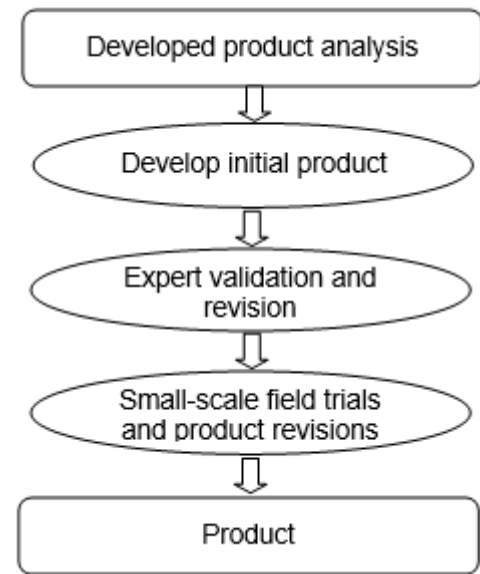 Developed product analysis
Develop initial product
Expert validation and
revision
Small-scale field trials
and product revisions
Product